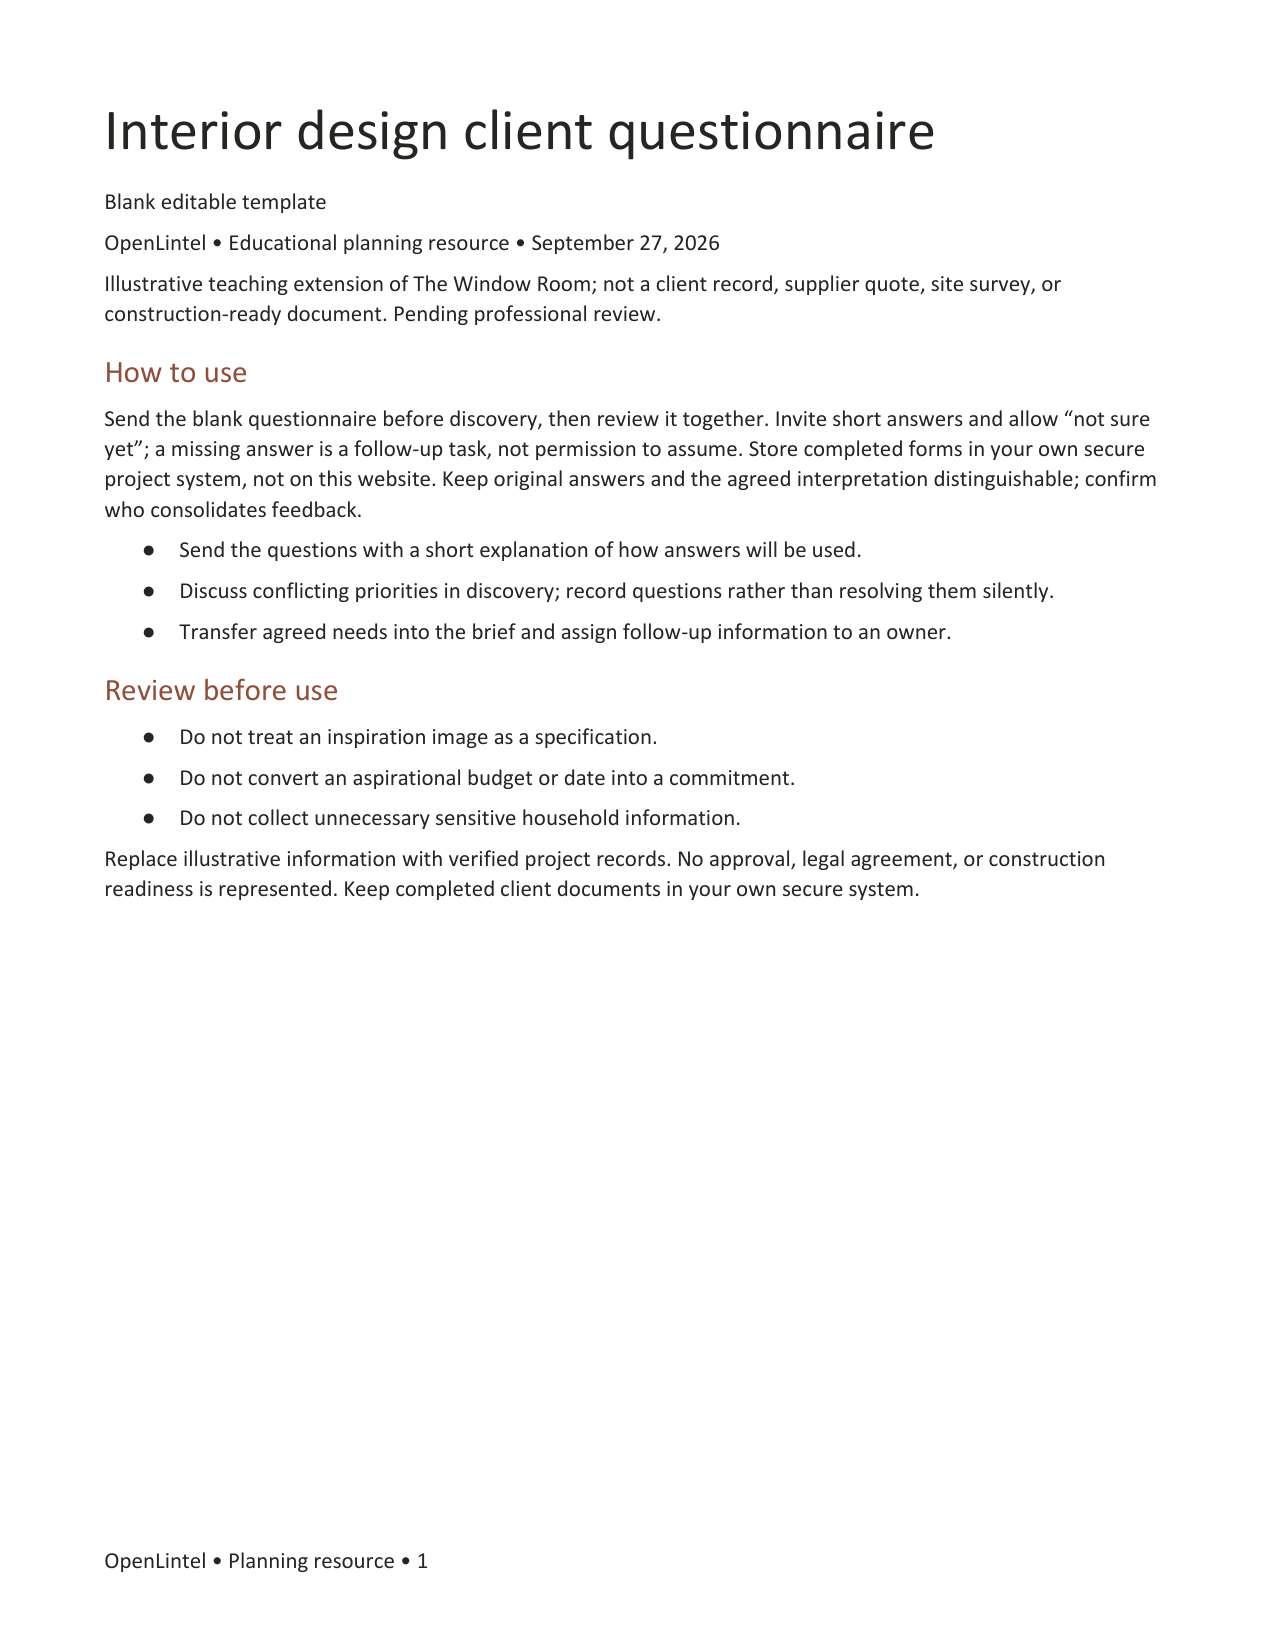 Interior design client questionnaire
Blank editable template
OpenLintel • Educational planning resource • September 27, 2026
Illustrative teaching extension of The Window Room; not a client record, supplier quote, site survey, or
construction-ready document. Pending professional review.
How to use
Send the blank questionnaire before discovery, then review it together. Invite short answers and allow “not sure
yet”; a missing answer is a follow-up task, not permission to assume. Store completed forms in your own secure
project system, not on this website. Keep original answers and the agreed interpretation distinguishable; confirm
who consolidates feedback.
● Send the questions with a short explanation of how answers will be used.
● Discuss conflicting priorities in discovery; record questions rather than resolving them silently.
● Transfer agreed needs into the brief and assign follow-up information to an owner.
Review before use
● Do not treat an inspiration image as a specification.
● Do not convert an aspirational budget or date into a commitment.
● Do not collect unnecessary sensitive household information.
Replace illustrative information with verified project records. No approval, legal agreement, or construction
readiness is represented. Keep completed client documents in your own secure system.
OpenLintel • Planning resource • 1